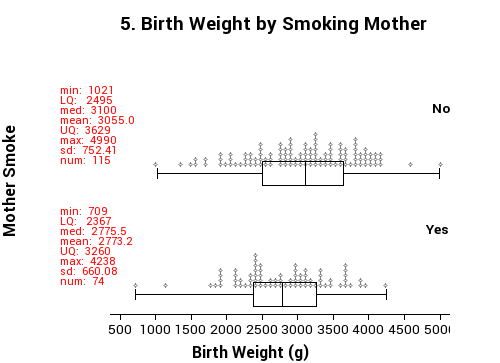 5. Birth Weight by Smoking Mother
min: 1021
LQ: 2495
med: 3100
mean: 3055.0
UQ: 3629
max: 4990
sd: 752.41
num: 115
No
Mother Smoke
min: 709
LQ: 2367
med: 2775.5
mean: 2773.2
UQ: 3260
max: 4238
sd: 660.08
num: 74
Yes
500 1000 1500 2000 2500 3000 3500 4000 4500 5000
Birth Weight (g)